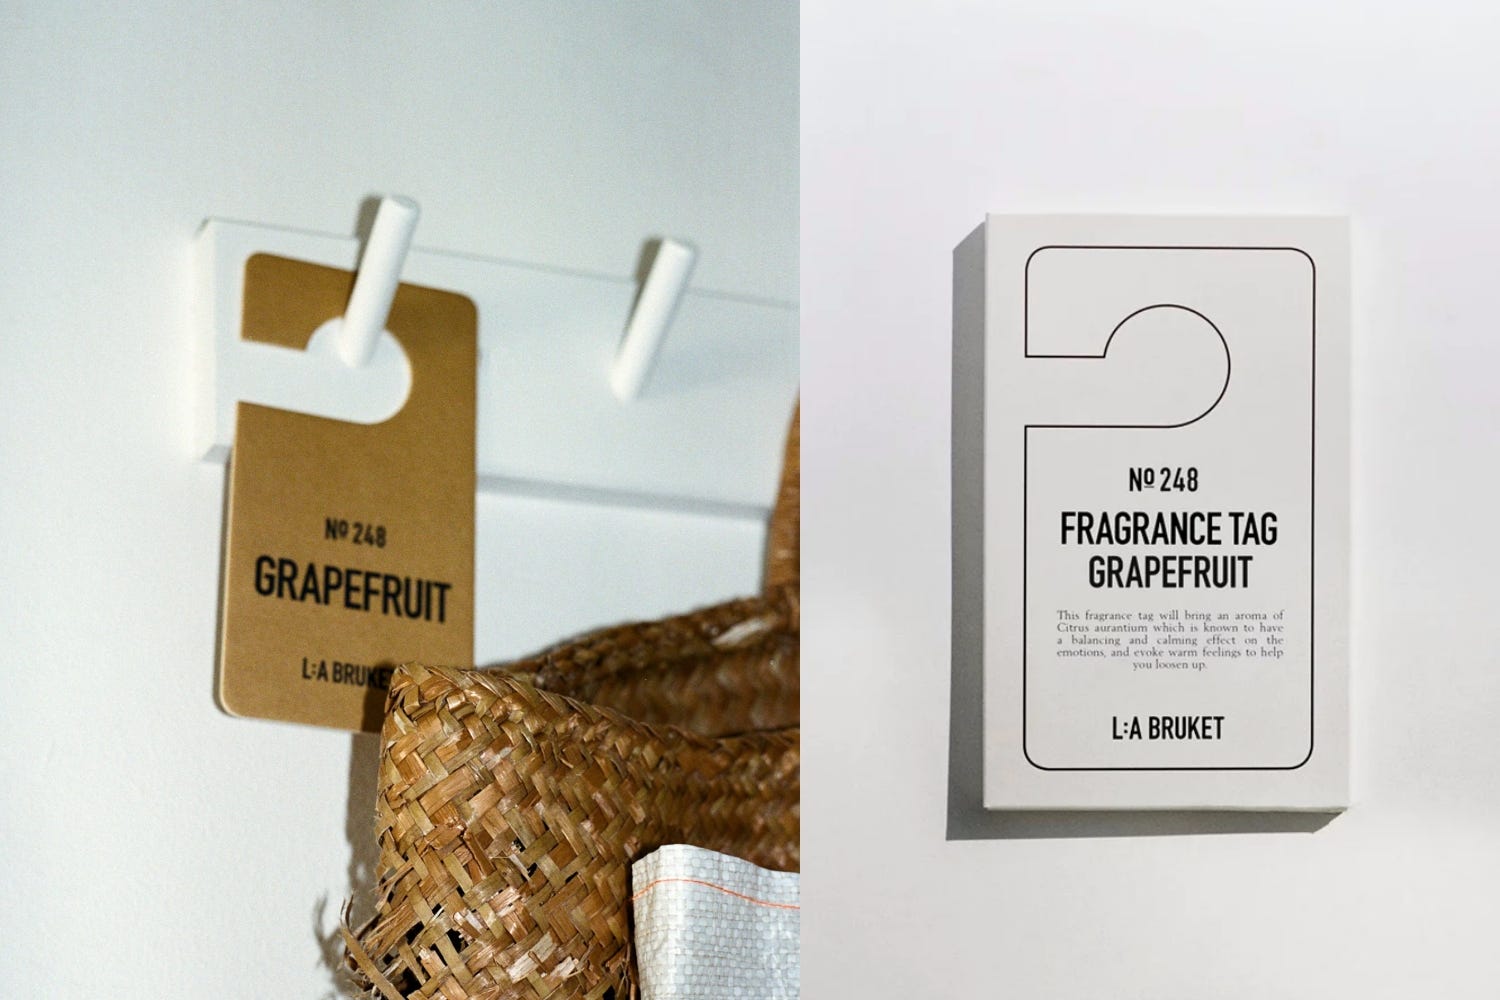 Nº 248
GRAPEFRUIT
L:A BRUKET
Nº 248
FRAGRANCE TAG
GRAPEFRUIT
This fragrance tag will bring an aroma of
Citrus aurantium which is known to have
a balancing and calming effect on the
emotions, and evoke warm feelings to help
you loosen up.
L:A BRUKET